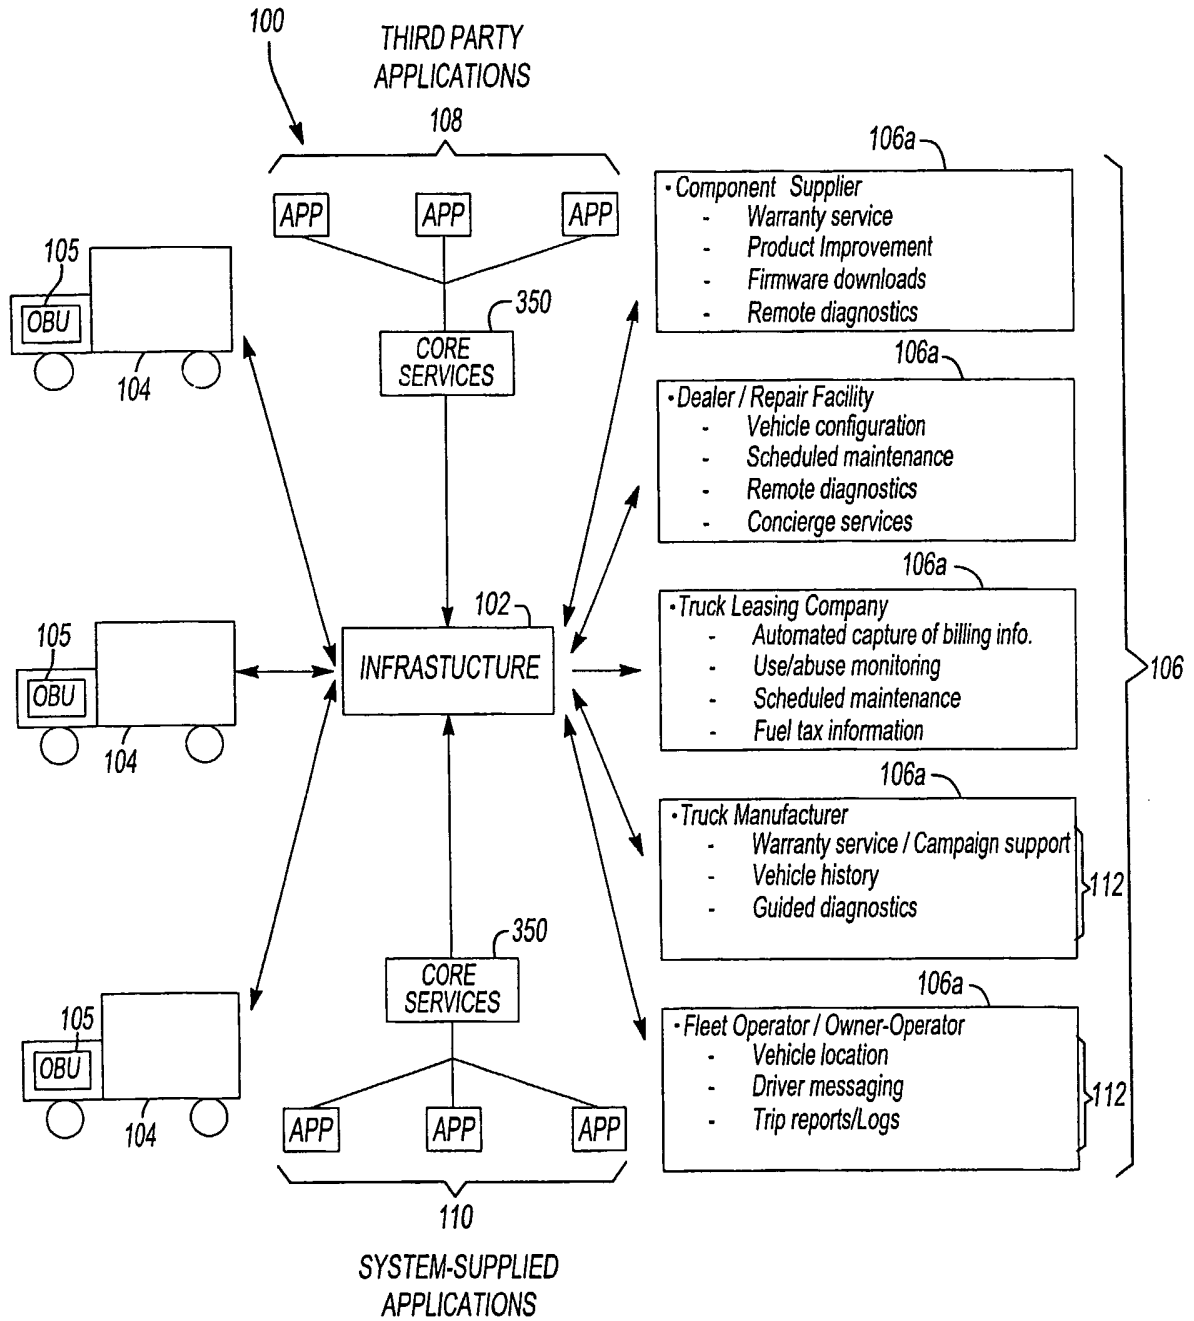 100
THIRD PARTY
APPLICATIONS
108
APP
APP
APP
350
CORE
SERVICES
105
OBU
104
105
OBU
104
105
OBU
104
102
INFRASTUCTURE
350
CORE
SERVICES
APP
APP
APP
110
SYSTEM-SUPPLIED
APPLICATIONS
106a
• Component Supplier
- Warranty service
- Product Improvement
- Firmware downloads
- Remote diagnostics
106a
• Dealer / Repair Facility
- Vehicle configuration
- Scheduled maintenance
- Remote diagnostics
- Concierge services
106a
• Truck Leasing Company
- Automated capture of billing info.
- Use/abuse monitoring
- Scheduled maintenance
- Fuel tax information
106a
• Truck Manufacturer
- Warranty service / Campaign support
- Vehicle history
- Guided diagnostics
112
106a
• Fleet Operator / Owner-Operator
- Vehicle location
- Driver messaging
- Trip reports/Logs
112
106